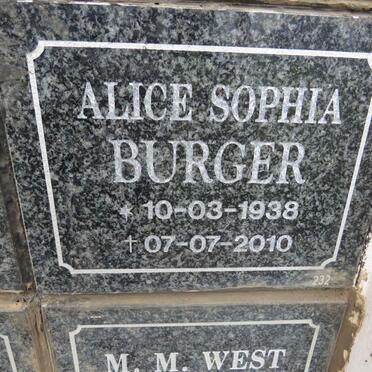 ALICE SOPHIA
BURGER
* 10-03-1938
† 07-07-2010
232
M. M. WEST